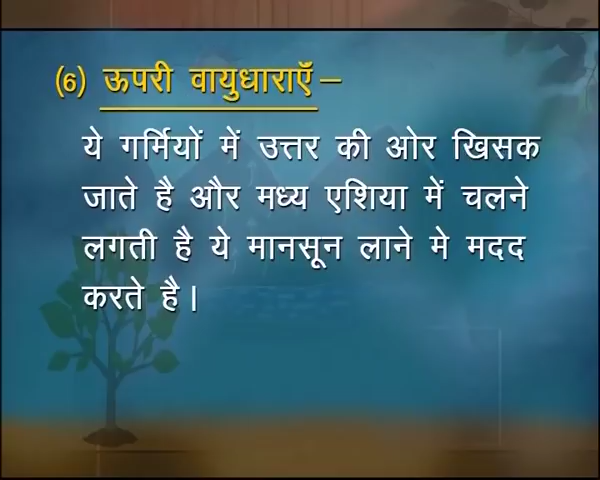 (6) ऊपरी वायुधाराएँ–
ये गर्मियों में उत्तर की ओर खिसक
जाते है और मध्य एशिया में चलने
लगती है ये मानसून लाने मे मदद
करते है।